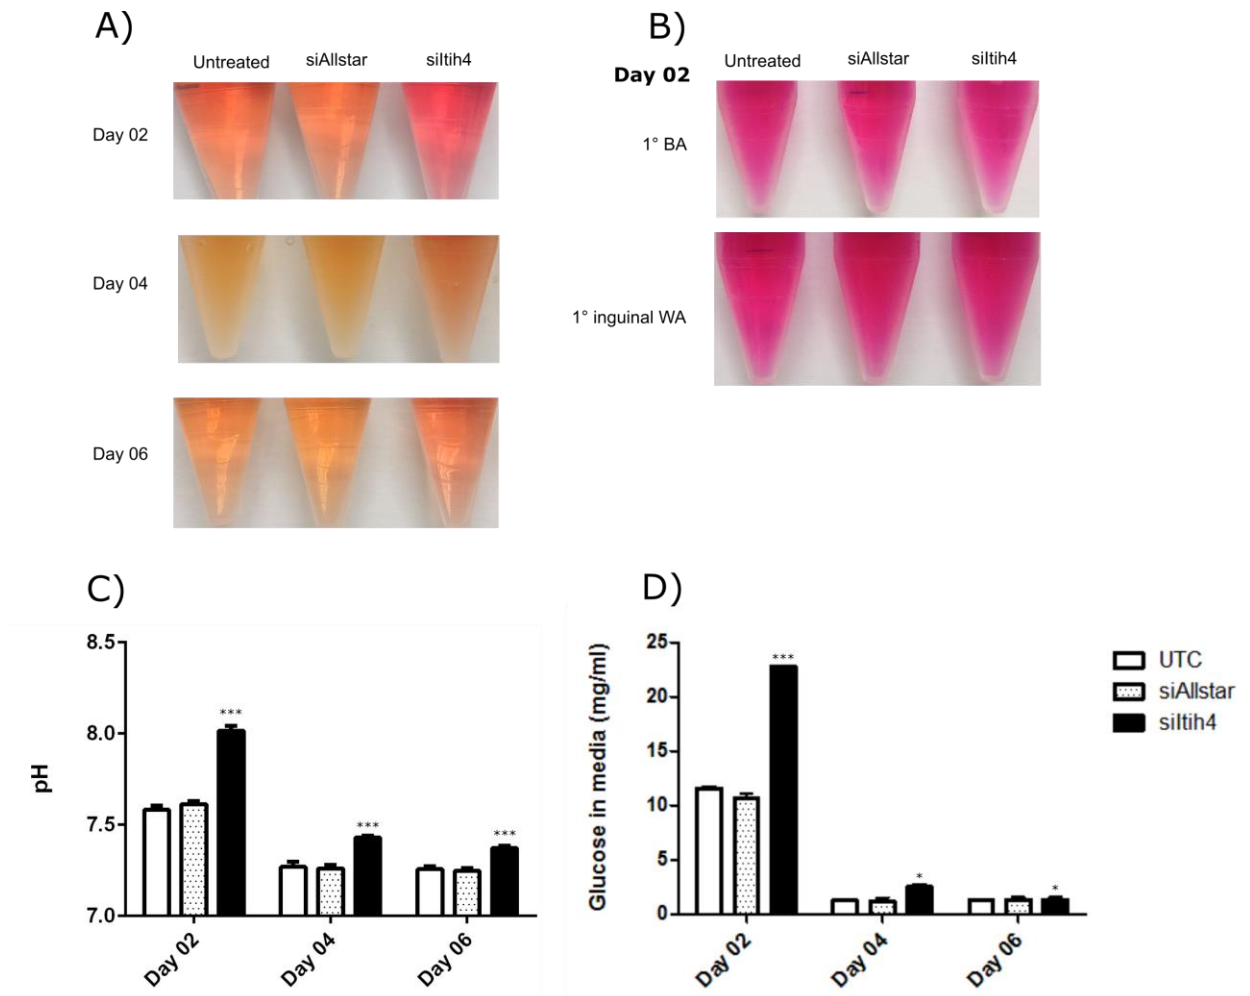 A)
Untreated siAllstar siItih4
Day 02
Day 04
Day 06
B)
Day 02
Untreated siAllstar siItih4
1° BA
1° inguinal WA
C)
8.5
8.0
7.5
7.0
pH
***
***
***
Day 02 Day 04 Day 06
D)
25
20
15
10
5
0
Glucose in media (mg/ml)
***
*
*
Day 02 Day 04 Day 06
UTC
siAllstar
siItih4